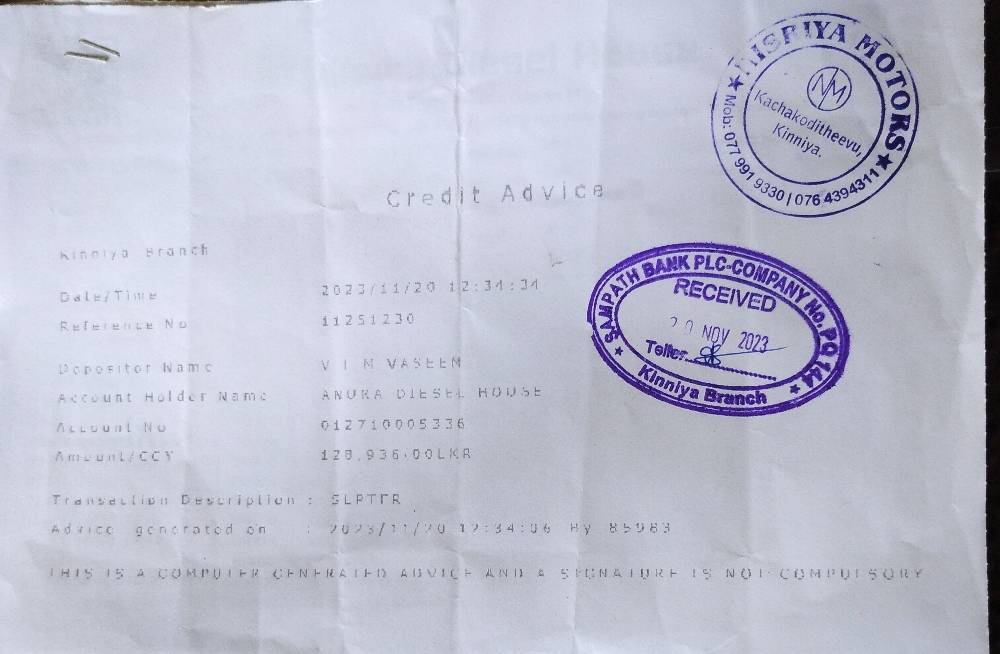 NISRIYA MOTORS
NM
Kachakoditheevu,
Kinniya.
Mob: 077 991 9330 | 076 4394311
Credit Advice
Kinniya Branch
Date/Time 2023/11/20 12:34:34
Reference No 11251230
Depositor Name V I M VASEEM
Account Holder Name ANURA DIESEL HOUSE
Account No 012710005336
Amount/CCY 128,936.00LKR
Transaction Description : SLPTFR
Advice generated on : 2023/11/20 12:34:06 By 85983
THIS IS A COMPUTER GENERATED ADVICE AND A SIGNATURE IS NOT COMPULSORY
SAMPATH BANK PLC-COMPANY No. PQ 144
RECEIVED
20 NOV 2023
Teller
Kinniya Branch